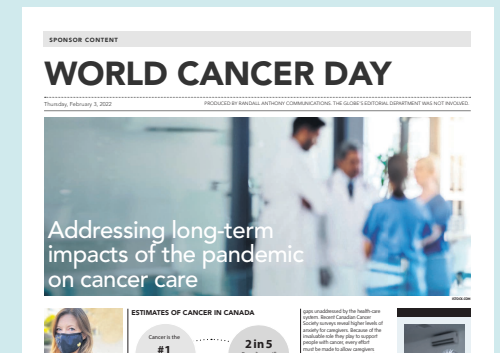 SPONSOR CONTENT
WORLD CANCER DAY
Thursday, February 3, 2022
PRODUCED BY RANDALL ANTHONY COMMUNICATIONS. THE GLOBE'S EDITORIAL DEPARTMENT WAS NOT INVOLVED.
Addressing long-term
impacts of the pandemic
on cancer care
ISTOCK.COM
ESTIMATES OF CANCER IN CANADA
Cancer is the
#1
2 in 5
gaps unaddressed by the health-care
system. Recent Canadian Cancer
Society surveys reveal higher levels of
anxiety for caregivers. Because of the
invaluable role they play to support
people with cancer, every effort
must be made to allow caregivers